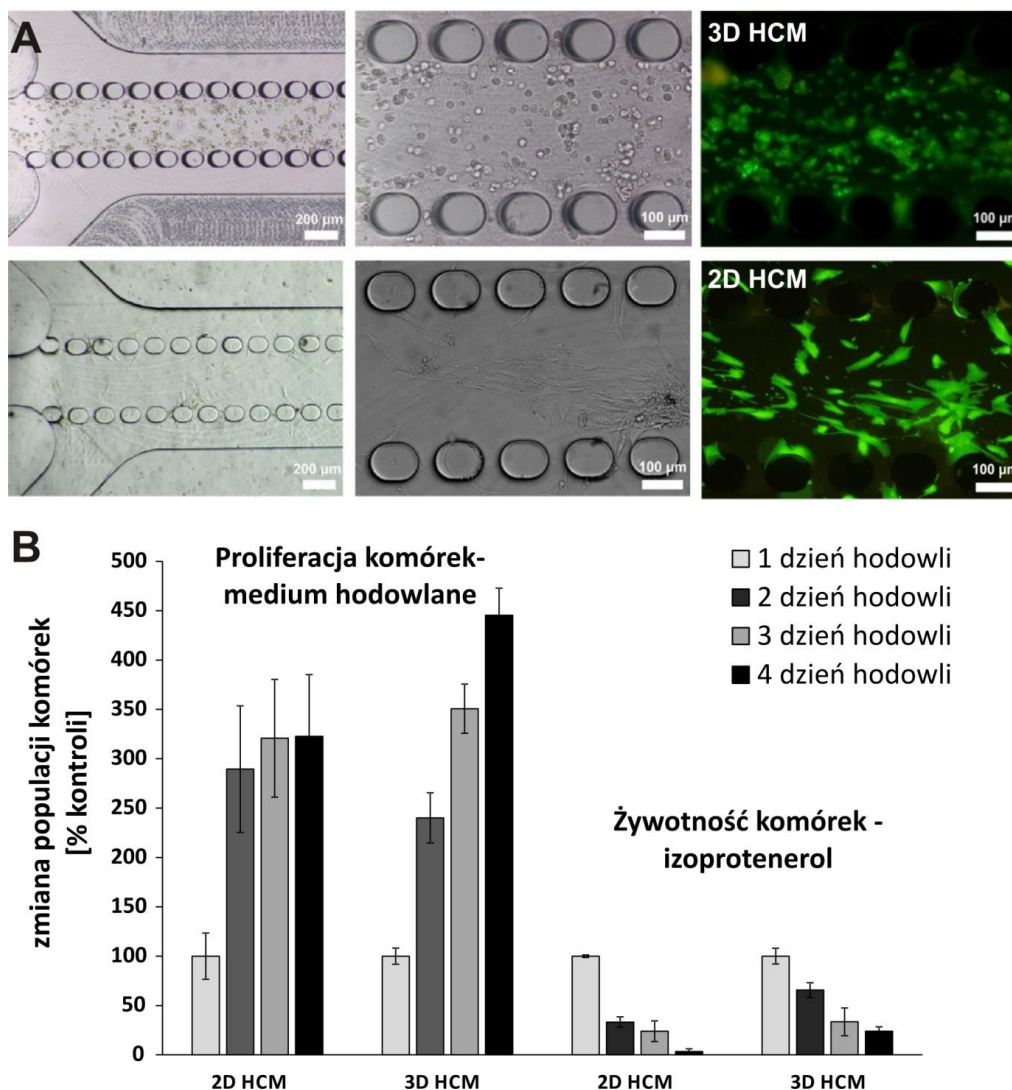 A
200 µm
100 µm
3D HCM
100 µm
200 µm
100 µm
2D HCM
100 µm
B
Proliferacja komórek-
medium hodowlane
1 dzień hodowli
2 dzień hodowli
3 dzień hodowli
4 dzień hodowli
Żywotność komórek -
izoprotenerol
zmiana populacji komórek
[% kontroli]
500
450
400
350
300
250
200
150
100
50
0
2D HCM
3D HCM
2D HCM
3D HCM